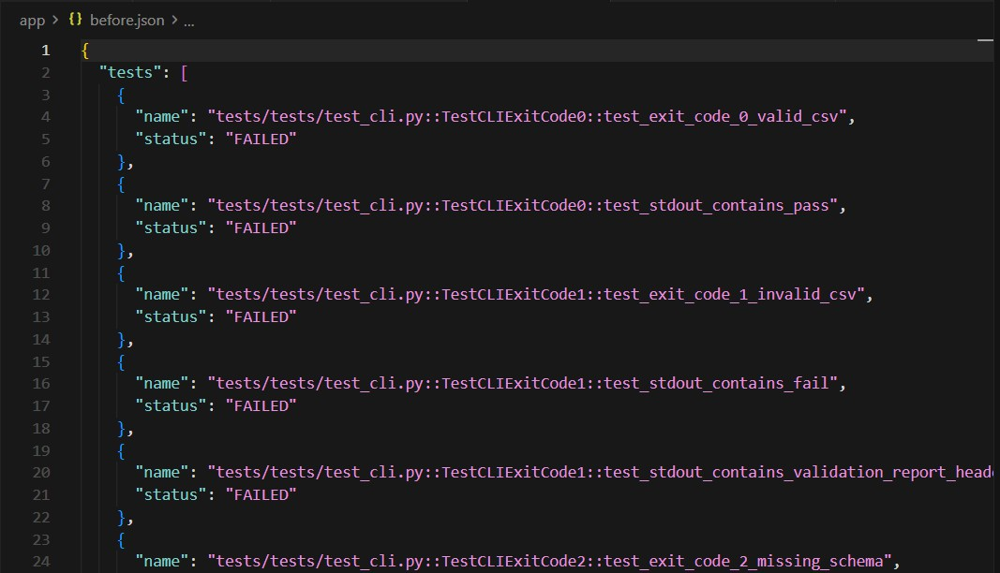 app > {} before.json > ...
1 {
2 "tests": [
3 {
4 "name": "tests/tests/test_cli.py::TestCLIExitCode0::test_exit_code_0_valid_csv",
5 "status": "FAILED"
6 },
7 {
8 "name": "tests/tests/test_cli.py::TestCLIExitCode0::test_stdout_contains_pass",
9 "status": "FAILED"
10 },
11 {
12 "name": "tests/tests/test_cli.py::TestCLIExitCode1::test_exit_code_1_invalid_csv",
13 "status": "FAILED"
14 },
15 {
16 "name": "tests/tests/test_cli.py::TestCLIExitCode1::test_stdout_contains_fail",
17 "status": "FAILED"
18 },
19 {
20 "name": "tests/tests/test_cli.py::TestCLIExitCode1::test_stdout_contains_validation_report_head
21 "status": "FAILED"
22 },
23 {
24 "name": "tests/tests/test_cli.py::TestCLIExitCode2::test_exit_code_2_missing_schema",